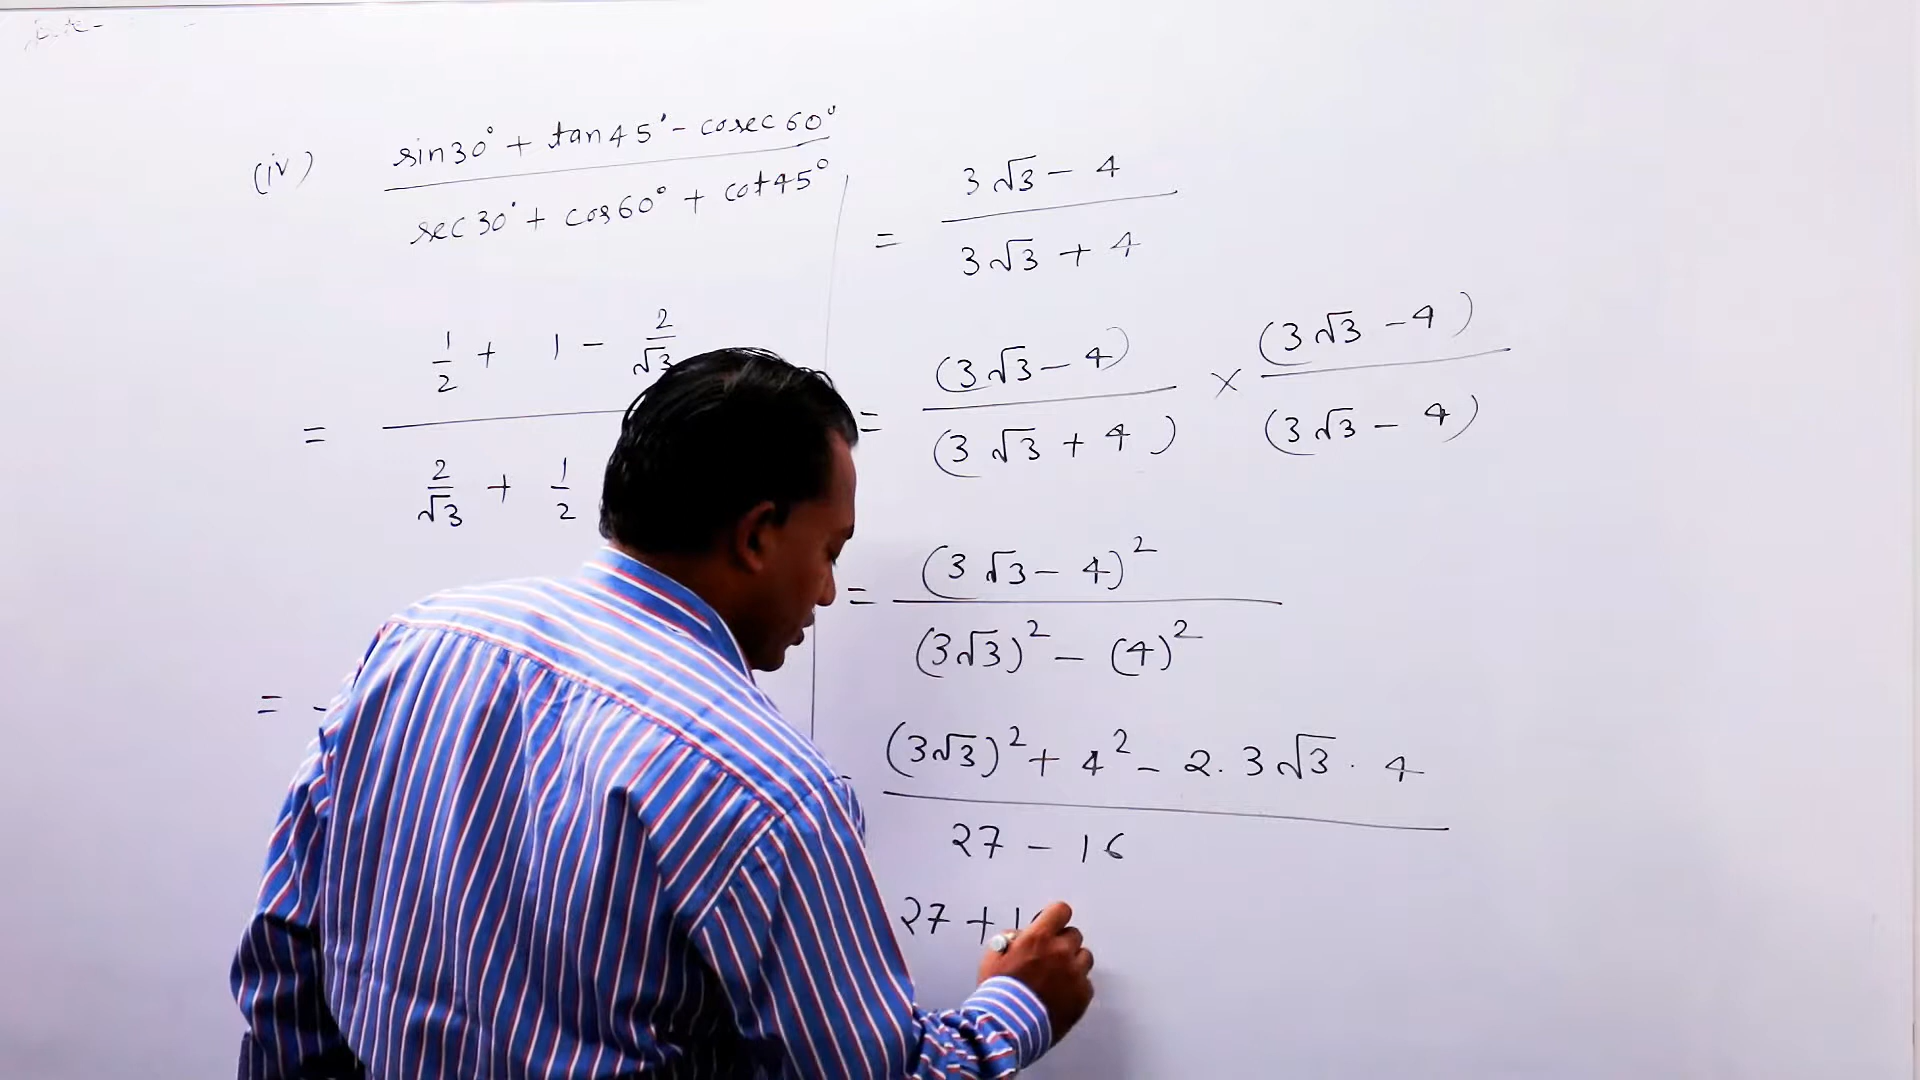 (iv) sin30° + tan45° - cosec60°
sec30° + cos60° + cot45°
1/2 + 1 - 2/√3
=
2/√3 + 1/2
= -
= 3√3 - 4
3√3 + 4
= (3√3 - 4) × (3√3 - 4)
(3√3 + 4) (3√3 - 4)
= (3√3 - 4)²
(3√3)² - (4)²
(3√3)² + 4² - 2. 3√3 . 4
27 - 16
27 + 1